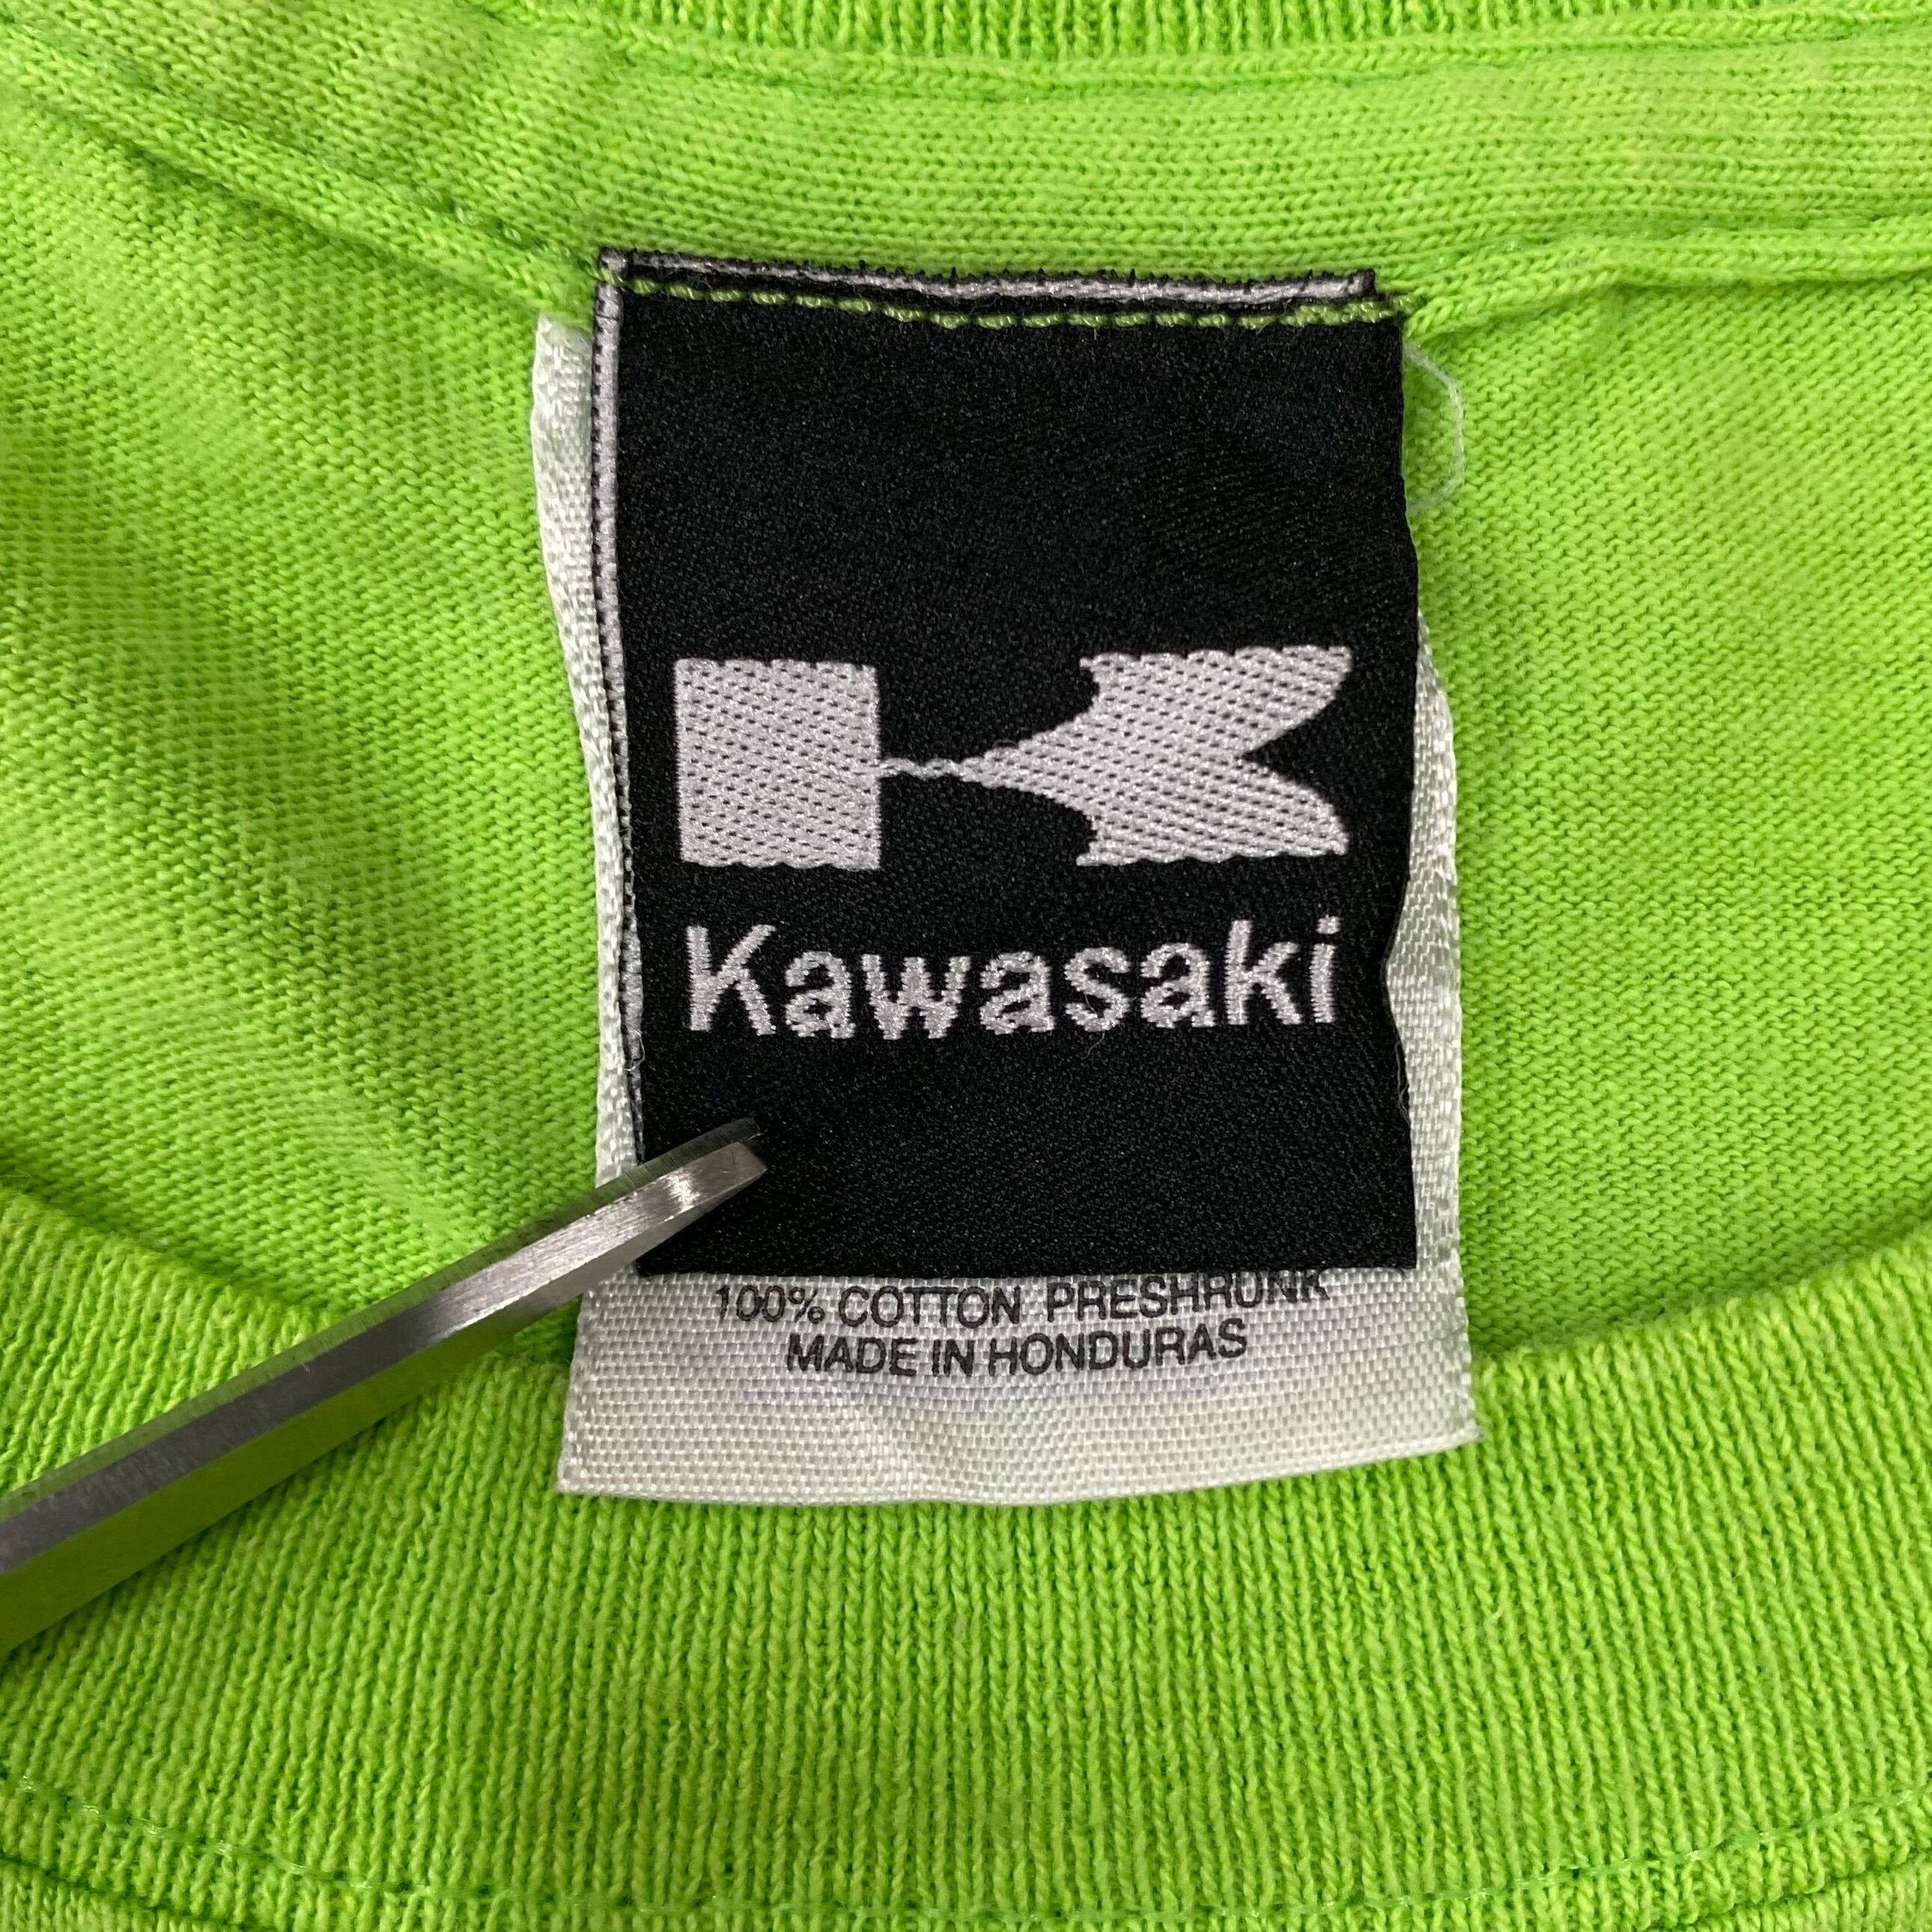 K
Kawasaki
100% COTTON PRESHRUNK
MADE IN HONDURAS